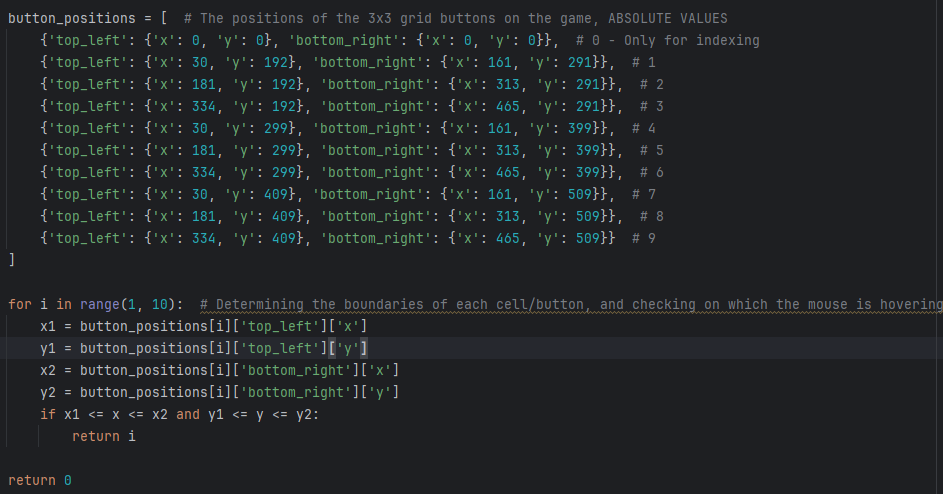 button_positions = [  # The positions of the 3x3 grid buttons on the game, ABSOLUTE VALUES
    {'top_left': {'x': 0, 'y': 0}, 'bottom_right': {'x': 0, 'y': 0}},  # 0 - Only for indexing
    {'top_left': {'x': 30, 'y': 192}, 'bottom_right': {'x': 161, 'y': 291}},  # 1
    {'top_left': {'x': 181, 'y': 192}, 'bottom_right': {'x': 313, 'y': 291}},  # 2
    {'top_left': {'x': 334, 'y': 192}, 'bottom_right': {'x': 465, 'y': 291}},  # 3
    {'top_left': {'x': 30, 'y': 299}, 'bottom_right': {'x': 161, 'y': 399}},  # 4
    {'top_left': {'x': 181, 'y': 299}, 'bottom_right': {'x': 313, 'y': 399}},  # 5
    {'top_left': {'x': 334, 'y': 299}, 'bottom_right': {'x': 465, 'y': 399}},  # 6
    {'top_left': {'x': 30, 'y': 409}, 'bottom_right': {'x': 161, 'y': 509}},  # 7
    {'top_left': {'x': 181, 'y': 409}, 'bottom_right': {'x': 313, 'y': 509}},  # 8
    {'top_left': {'x': 334, 'y': 409}, 'bottom_right': {'x': 465, 'y': 509}}  # 9
]
for i in range(1, 10):  # Determining the boundaries of each cell/button, and checking on which the mouse is hovering
    x1 = button_positions[i]['top_left']['x']
    y1 = button_positions[i]['top_left']['y']
    x2 = button_positions[i]['bottom_right']['x']
    y2 = button_positions[i]['bottom_right']['y']
    if x1 <= x <= x2 and y1 <= y <= y2:
        return i
return 0